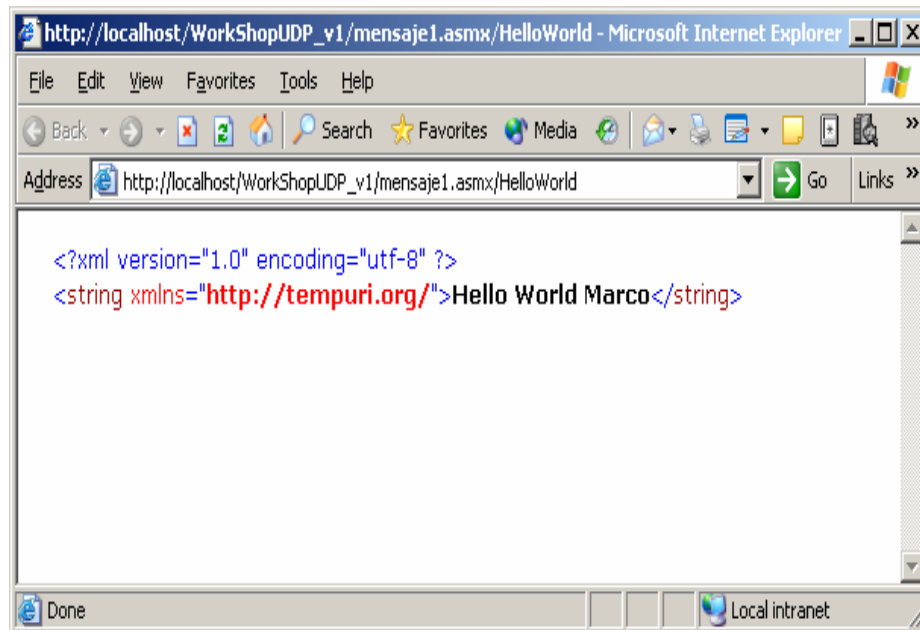 http://localhost/WorkShopUDP_v1/mensaje1.asmx/HelloWorld - Microsoft Internet Explorer
File Edit View Favorites Tools Help
Back Search Favorites Media »
Address http://localhost/WorkShopUDP_v1/mensaje1.asmx/HelloWorld Go Links »
<?xml version="1.0" encoding="utf-8" ?>
<string xmlns="http://tempuri.org/">Hello World Marco</string>
Done Local intranet